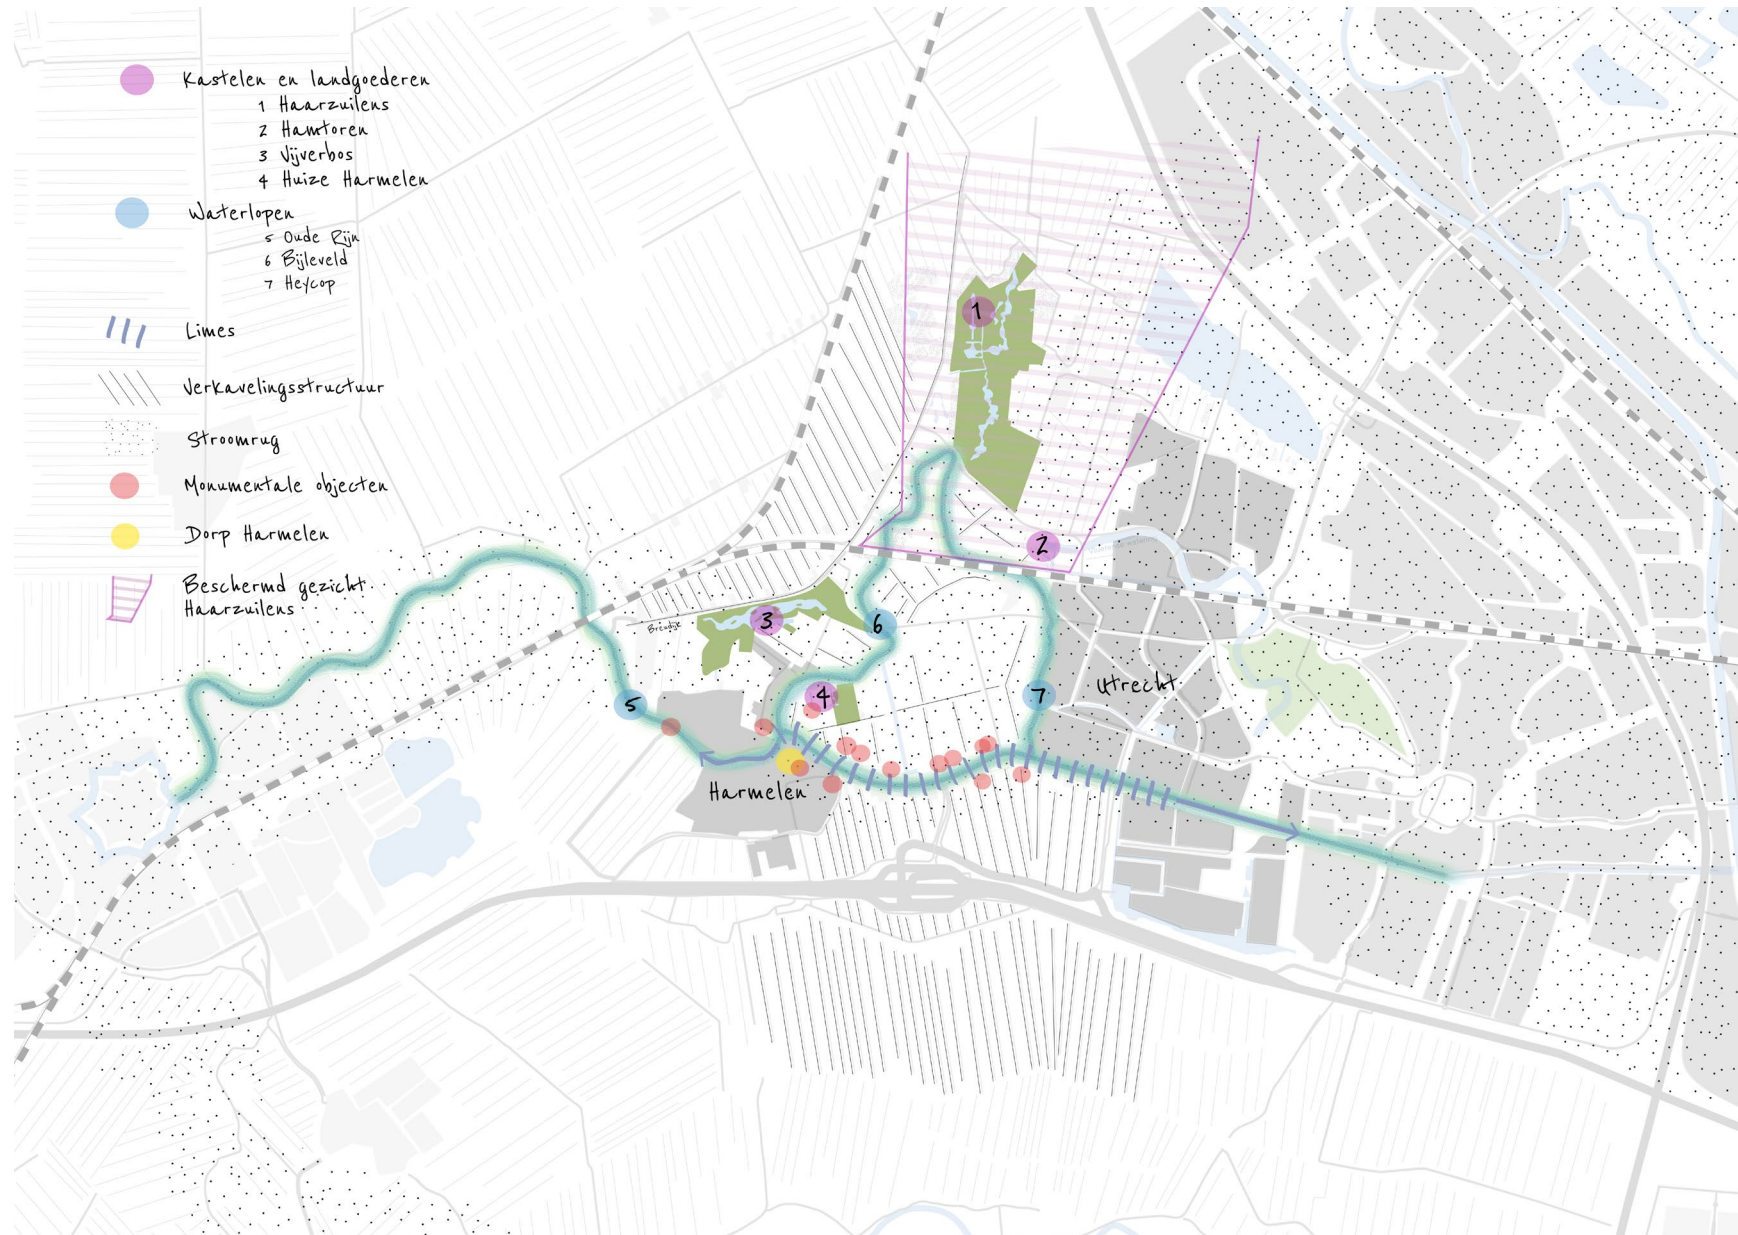 Kastelen en landgoederen
1 Haarzuilens
2 Hamtoren
3 Vijverbos
4 Huize Harmelen
Waterlopen
5 Oude Rijn
6 Bijleveld
7 Heycop
Limes
Verkavelingsstructuur
Stroomrug
Monumentale objecten
Dorp Harmelen
Beschermd gezicht
Haarzuilens
1
2
3
Breudijk
6
4
5
7
Utrecht
Harmelen